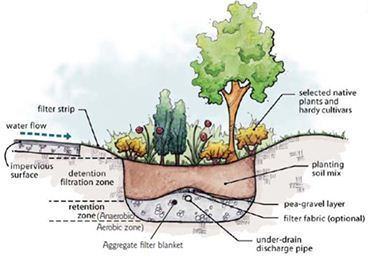 filter strip
water flow
impervious
surface
detention
filtration zone
retention
zone (Anaerobic
Aerobic zone)
Aggregate filter blanket
selected native
plants and
hardy cultivars
planting
soil mix
pea-gravel layer
filter fabric (optional)
under-drain
discharge pipe